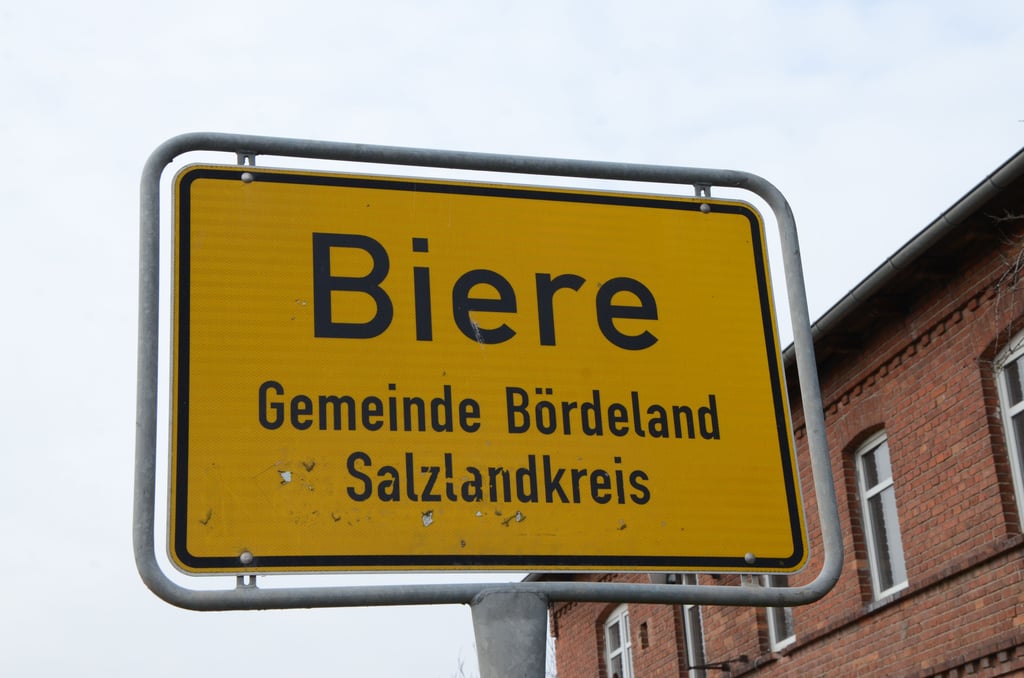 Biere
Gemeinde Bördeland
Salzlandkreis